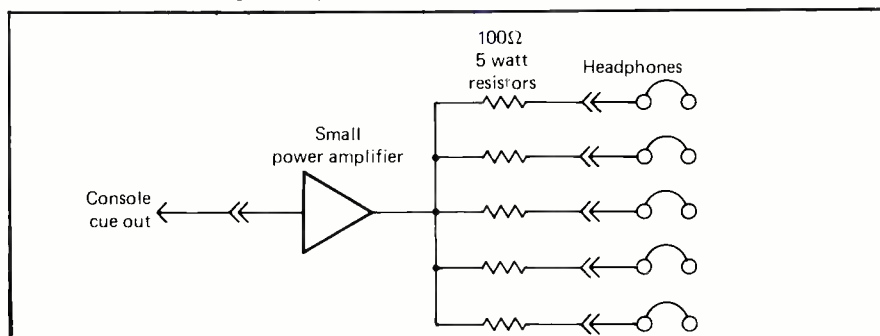 100Ω
5 watt
resistors
Headphones
Small
power amplifier
Console
cue out